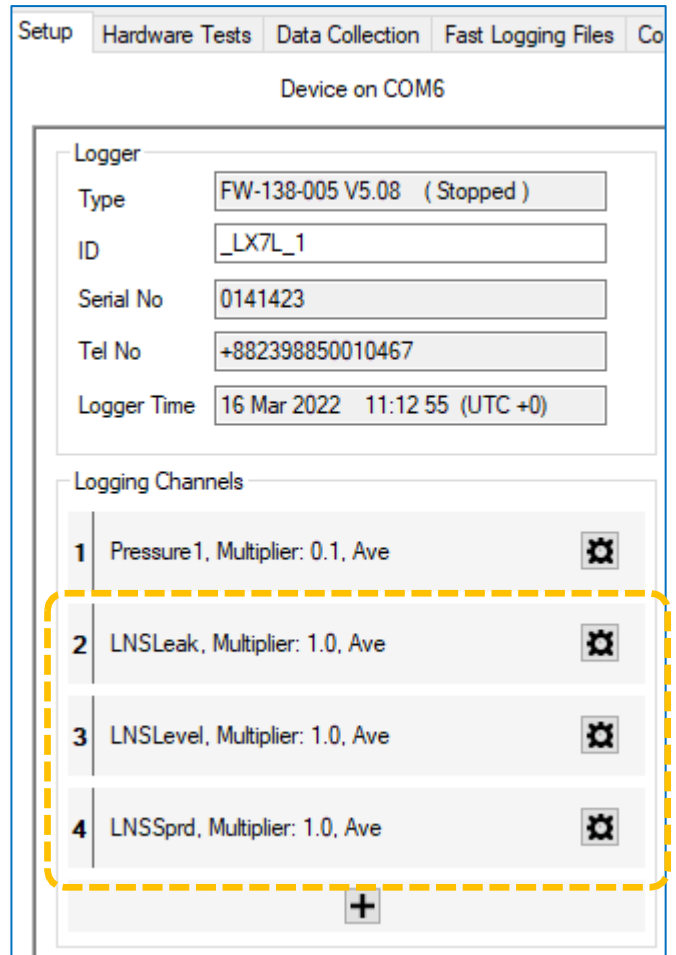 Setup Hardware Tests Data Collection Fast Logging Files Co
Device on COM6
Logger
Type FW-138-005 V5.08 ( Stopped )
ID _LX7L_1
Serial No 0141423
Tel No +882398850010467
Logger Time 16 Mar 2022 11:12 55 (UTC +0)
Logging Channels
1 Pressure1, Multiplier: 0.1, Ave
2 LNSLeak, Multiplier: 1.0, Ave
3 LNSLevel, Multiplier: 1.0, Ave
4 LNSSprd, Multiplier: 1.0, Ave
+